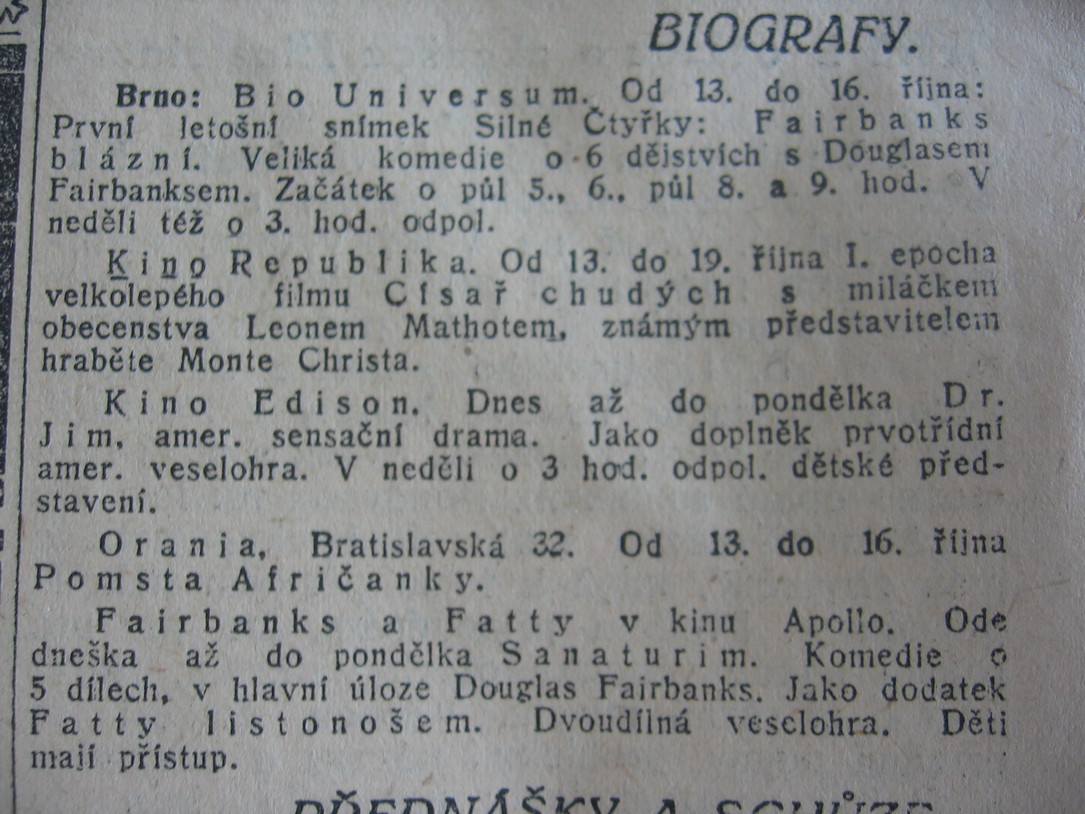 BIOGRAFY.
Brno: Bio Universum. Od 13. do 16. října:
První letošní snímek Silné Čtyřky: Fairbanks
blázní. Veliká komedie o 6 dějstvích s Douglasem
Fairbanksem. Začátek o půl 5., 6., půl 8. a 9. hod. V
neděli též o 3. hod. odpol.
Kino Republika. Od 13. do 19. října I. epocha
velkolepého filmu Císař chudých s miláčkem
obecenstva Leonem Mathotem, známým představitelem
hraběte Monte Christa.
Kino Edison. Dnes až do pondělka Dr.
Jim, amer. sensační drama. Jako doplněk prvotřídní
amer. veselohra. V neděli o 3 hod. odpol. dětské před-
stavení.
Orania, Bratislavská 32. Od 13. do 16. října
Pomsta Afričanky.
Fairbanks a Fatty v kinu Apollo. Ode
dneška až do pondělka Sanaturim. Komedie o
5 dílech, v hlavní úloze Douglas Fairbanks. Jako dodatek
Fatty listonošem. Dvoudílná veselohra. Děti
mají přístup.
PŘEDNÁŠKY A SCHŮZE